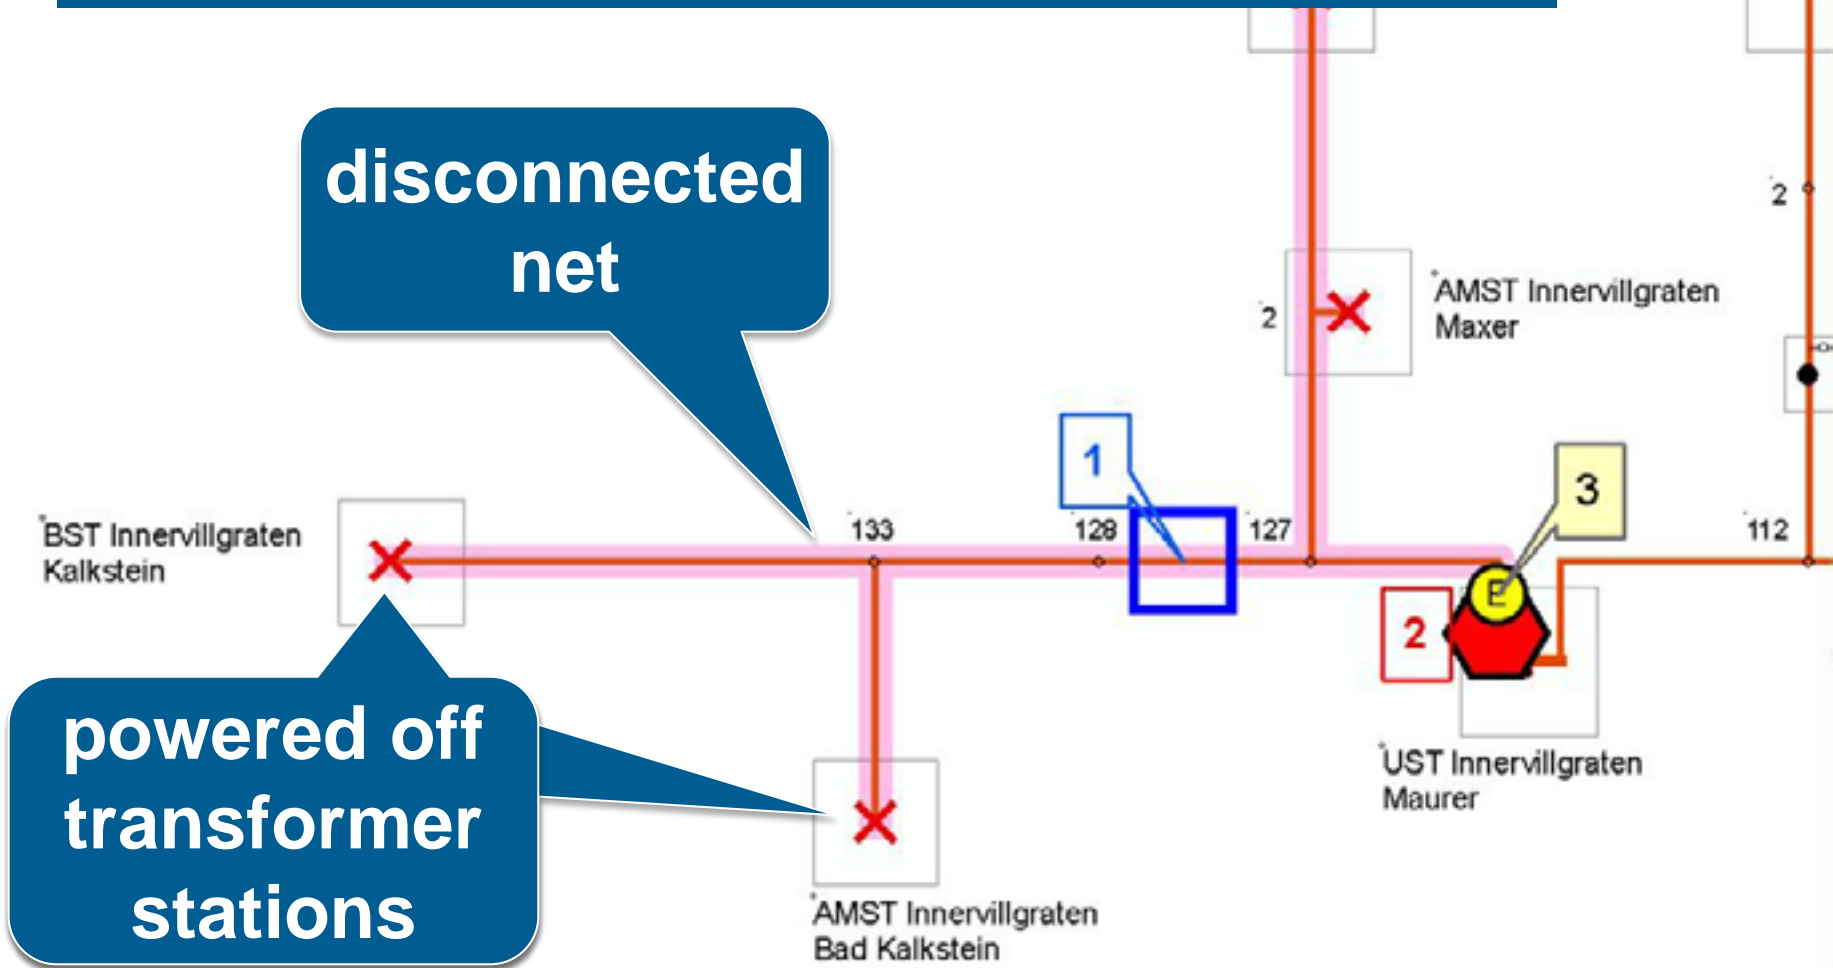 disconnected
net
2
2
AMST Innervillgraten
Maxer
1
3
BST Innervillgraten
Kalkstein
133
128
127
112
E
2
powered off
transformer
stations
UST Innervillgraten
Maurer
AMST Innervillgraten
Bad Kalkstein